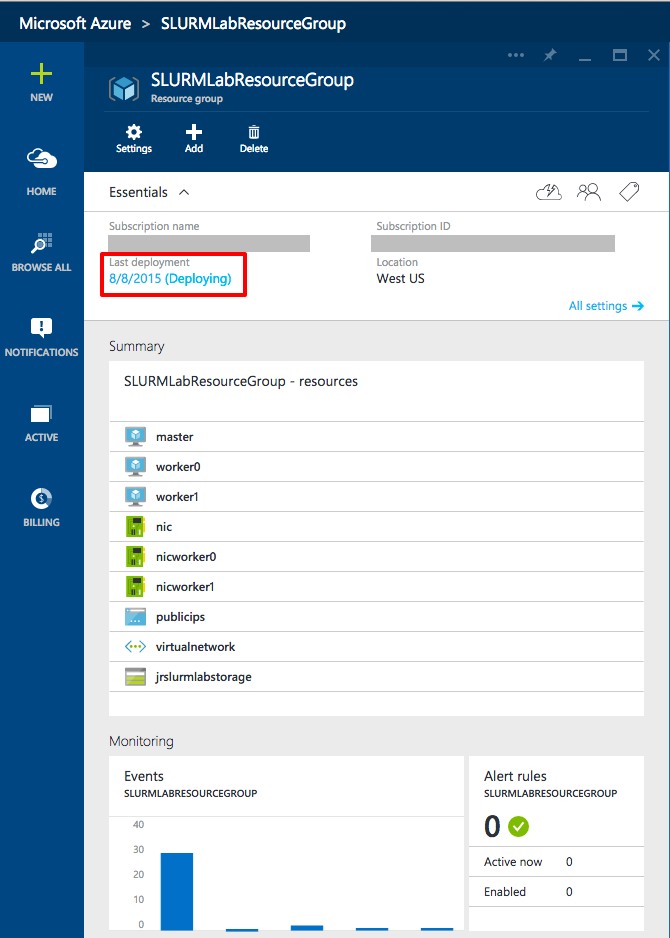 Microsoft Azure > SLURMLabResourceGroup
NEW
HOME
BROWSE ALL
NOTIFICATIONS
ACTIVE
BILLING
SLURMLabResourceGroup
Resource group
Settings
Add
Delete
Essentials
Subscription name
Subscription ID
Last deployment
8/8/2015 (Deploying)
Location
West US
All settings →
Summary
SLURMLabResourceGroup - resources
master
worker0
worker1
nic
nicworker0
nicworker1
publicips
virtualnetwork
jrslurmlabstorage
Monitoring
Events
SLURMLABRESOURCEGROUP
40
30
20
10
0
Alert rules
SLURMLABRESOURCEGROUP
0
Active now 0
Enabled 0